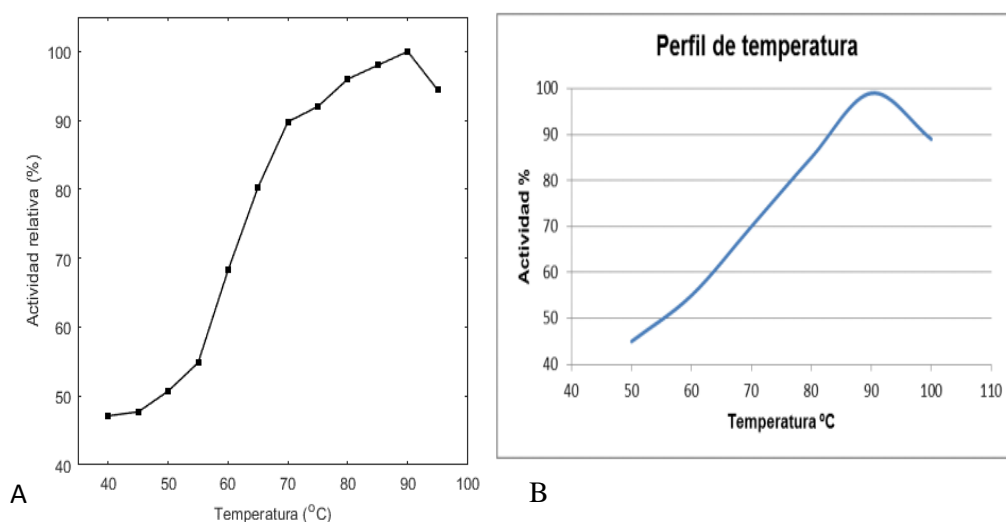 100
90
80
70
60
50
40
Actividad relativa (%)
40 50 60 70 80 90 100
Temperatura (°C)
A
Perfil de temperatura
100
90
80
70
60
50
40
Actividad %
40 50 60 70 80 90 100 110
Temperatura ºC
B